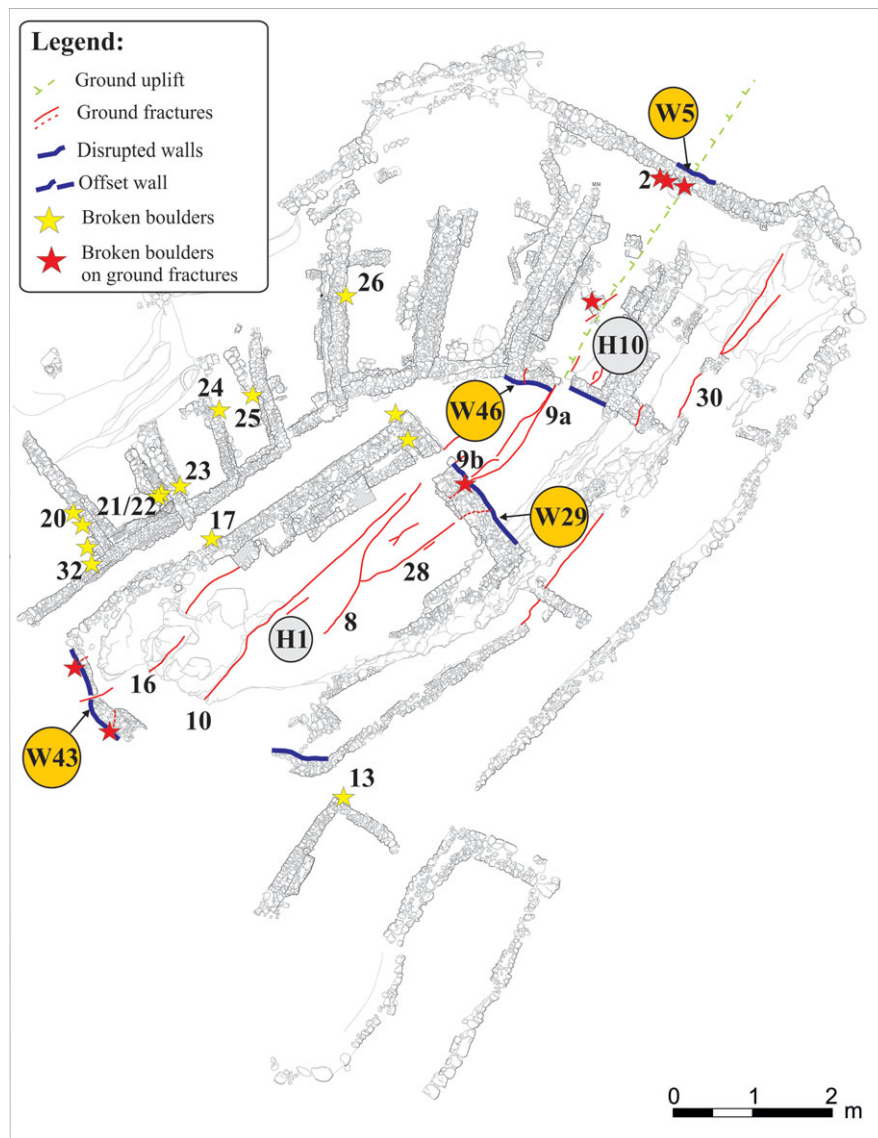 Legend:
Ground uplift
Ground fractures
Disrupted walls
Offset wall
Broken boulders
Broken boulders
on ground fractures
W5
2
26
H10
24
25
W46
9a
30
9b
23
21/22
20
17
W29
32
28
8
H1
16
10
W43
13
0 1 2
m